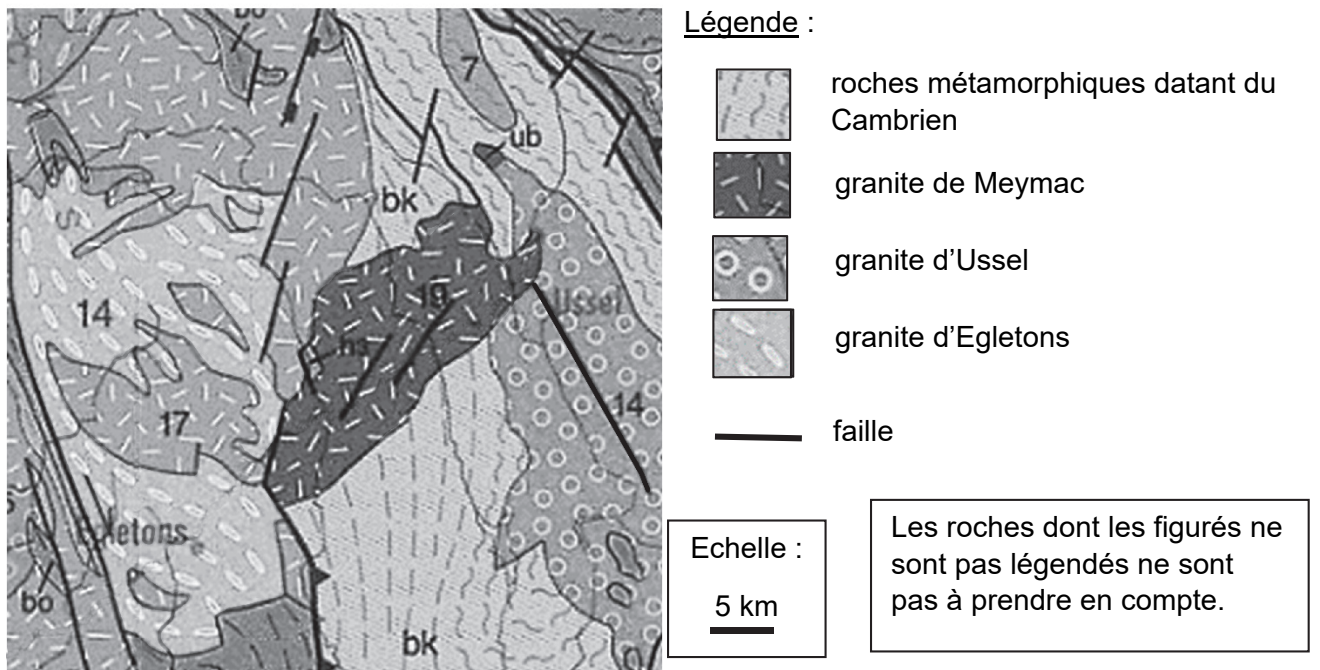 bo
7
ub
bk
19
Ussel
14
ns
14
17
Egletons
bo
bk
Légende :
roches métamorphiques datant du
Cambrien
granite de Meymac
granite d'Ussel
granite d'Egletons
faille
Echelle :
5 km
Les roches dont les figurés ne
sont pas légendés ne sont
pas à prendre en compte.